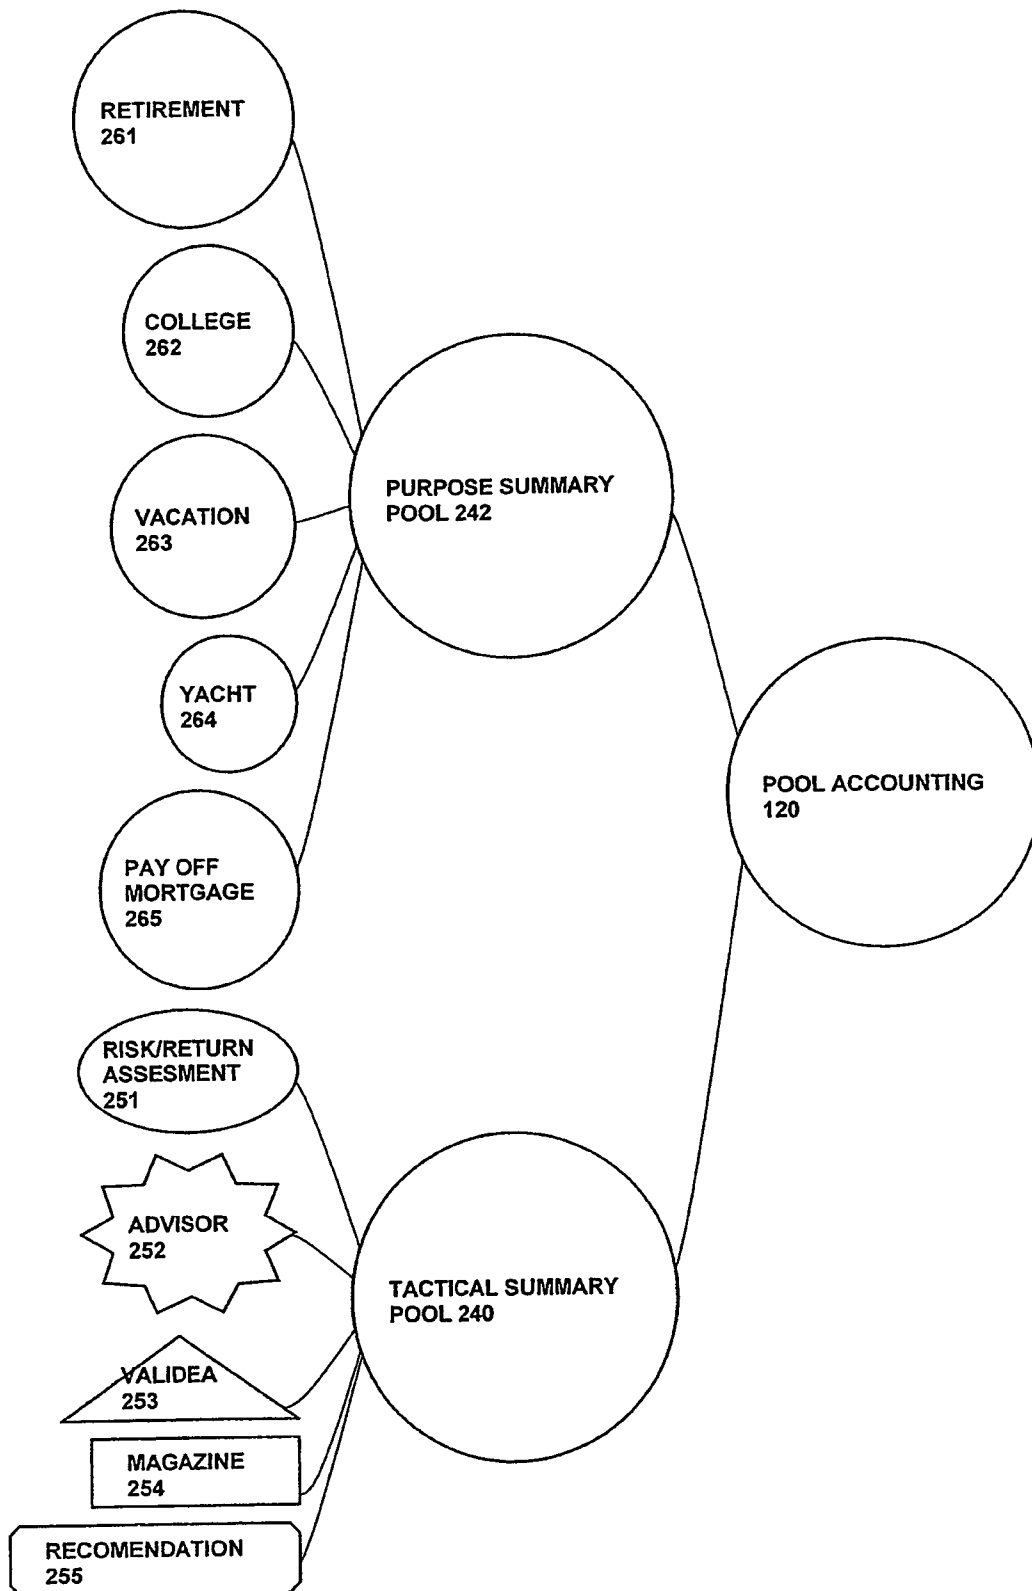 RETIREMENT
261
COLLEGE
262
VACATION
263
YACHT
264
PAY OFF
MORTGAGE
265
PURPOSE SUMMARY
POOL 242
POOL ACCOUNTING
120
RISK/RETURN
ASSESMENT
251
ADVISOR
252
VALIDEA
253
MAGAZINE
254
RECOMENDATION
255
TACTICAL SUMMARY
POOL 240